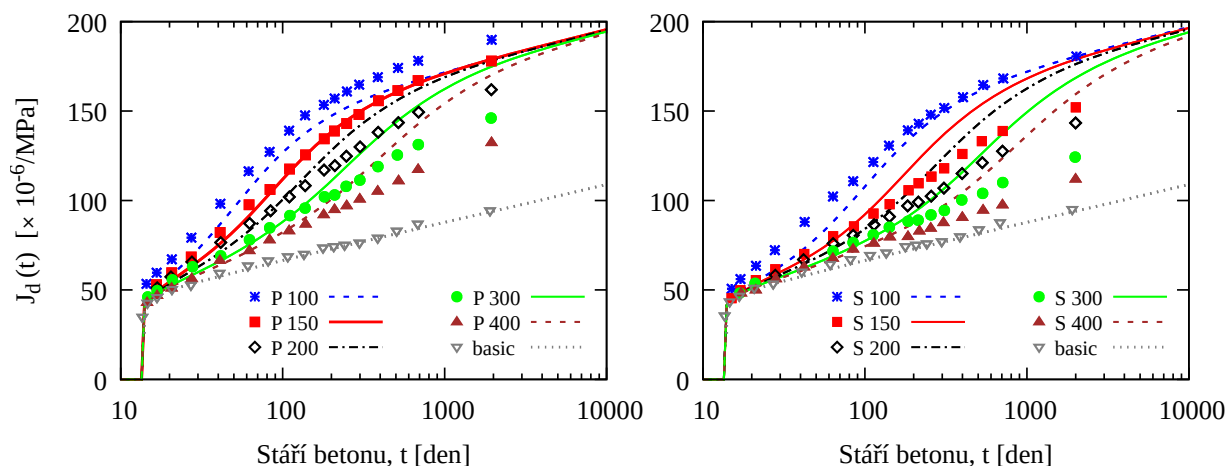 J_d(t) [× 10^-6/MPa]
200
150
100
50
0
10
100
1000
10000
P 100
P 150
P 200
P 300
P 400
basic
Stáří betonu, t [den]
200
150
100
50
0
10
100
1000
10000
S 100
S 150
S 200
S 300
S 400
basic
Stáří betonu, t [den]